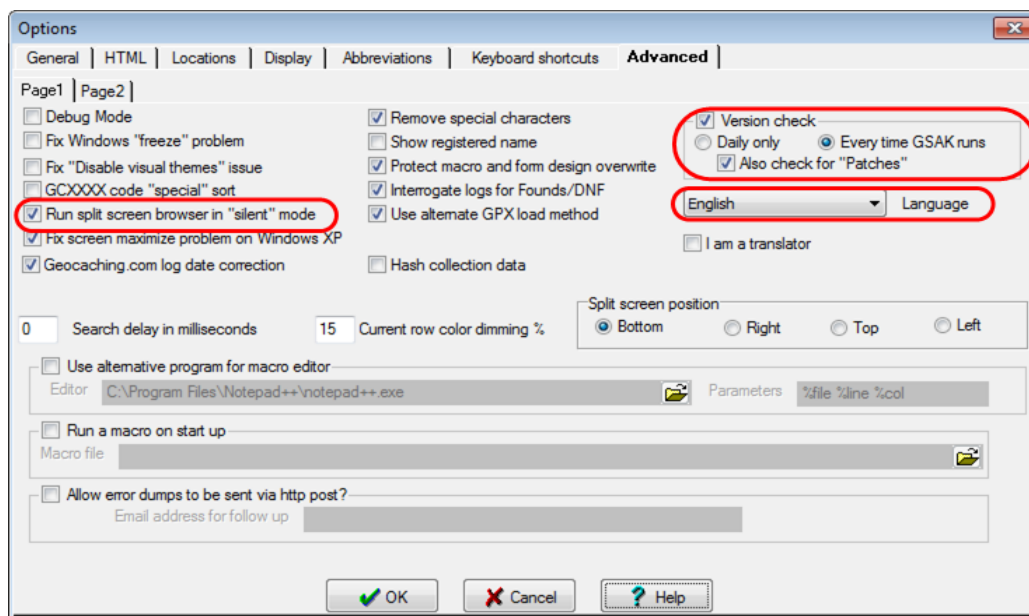 Options
General HTML Locations Display Abbreviations Keyboard shortcuts Advanced
Page1 Page2
Debug Mode
Fix Windows "freeze" problem
Fix "Disable visual themes" issue
GCXXXX code "special" sort
Run split screen browser in "silent" mode
Fix screen maximize problem on Windows XP
Geocaching.com log date correction
Remove special characters
Show registered name
Protect macro and form design overwrite
Interrogate logs for Founds/DNF
Use alternate GPX load method
Hash collection data
Version check
Daily only Every time GSAK runs
Also check for "Patches"
English Language
I am a translator
0 Search delay in milliseconds 15 Current row color dimming %
Split screen position
Bottom Right Top Left
Use alternative program for macro editor
Editor C:\Program Files\Notepad++\notepad++.exe Parameters %file %line %col
Run a macro on start up
Macro file
Allow error dumps to be sent via http post?
Email address for follow up
OK Cancel Help